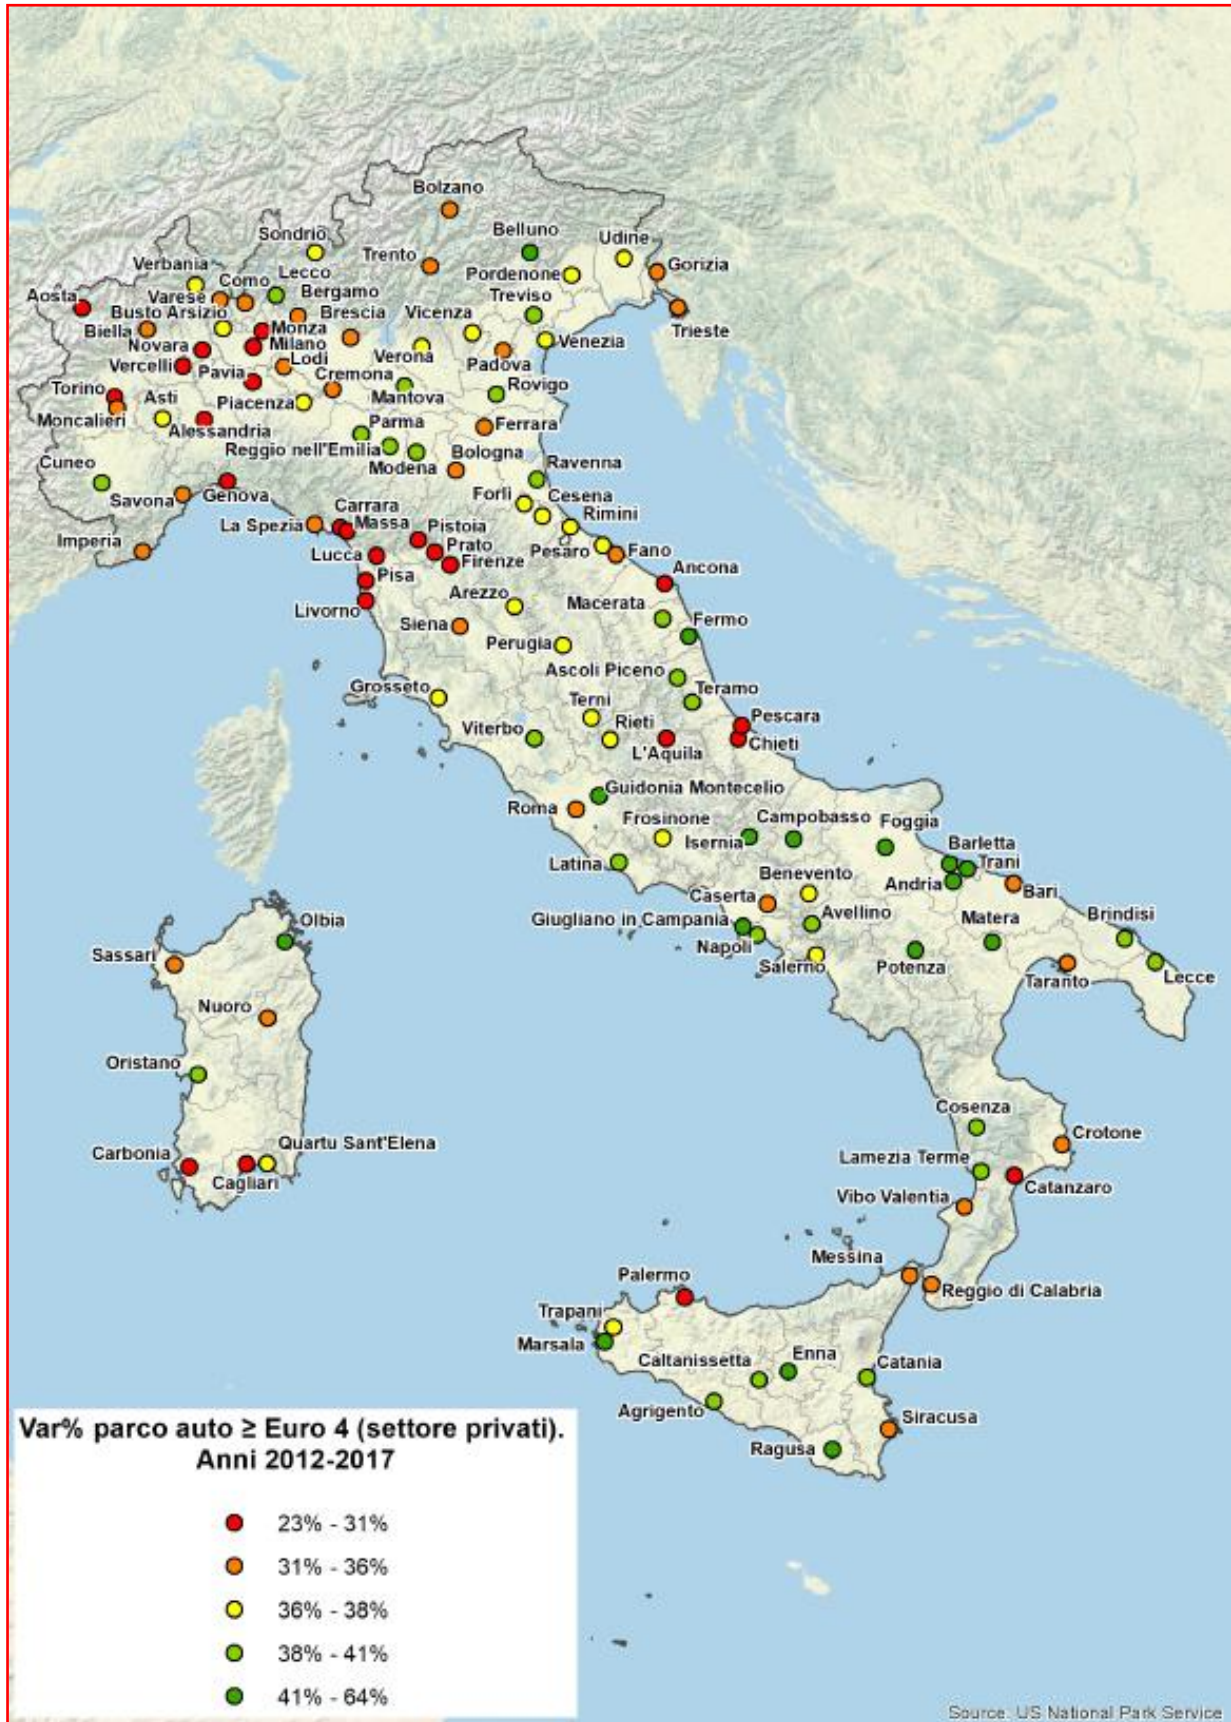 Bolzano
Sondrio
Belluno
Udine
Trento
Verbania
Pordenone
Gorizia
Como
Lecco
Aosta
Varese
Bergamo
Treviso
Busto Arsizio
Brescia
Vicenza
Trieste
Biella
Monza
Venezia
Novara
Milano
Verona
Padova
Vercelli
Lodi
Pavia
Cremona
Rovigo
Torino
Asti
Piacenza
Mantova
Moncalieri
Alessandria
Parma
Ferrara
Reggio nell'Emilia
Bologna
Cuneo
Modena
Ravenna
Savona
Genova
Forlì
Cesena
Carrara
La Spezia
Massa
Pistoia
Rimini
Imperia
Prato
Pesaro
Fano
Lucca
Firenze
Ancona
Pisa
Arezzo
Macerata
Livorno
Siena
Fermo
Perugia
Ascoli Piceno
Grosseto
Terni
Teramo
Viterbo
Rieti
Pescara
L'Aquila
Chieti
Guidonia Montecelio
Roma
Frosinone
Campobasso
Foggia
Isernia
Barletta
Latina
Trani
Benevento
Andria
Bari
Caserta
Giugliano in Campania
Avellino
Matera
Brindisi
Olbia
Napoli
Sassari
Salerno
Potenza
Taranto
Lecce
Nuoro
Oristano
Cosenza
Crotone
Quartu Sant'Elena
Carbonia
Lamezia Terme
Cagliari
Catanzaro
Vibo Valentia
Messina
Palermo
Reggio di Calabria
Trapani
Marsala
Enna
Caltanissetta
Catania
Agrigento
Siracusa
Ragusa
Var% parco auto ≥ Euro 4 (settore privati).
Anni 2012-2017
23% - 31%
31% - 36%
36% - 38%
38% - 41%
41% - 64%
Source: US National Park Service